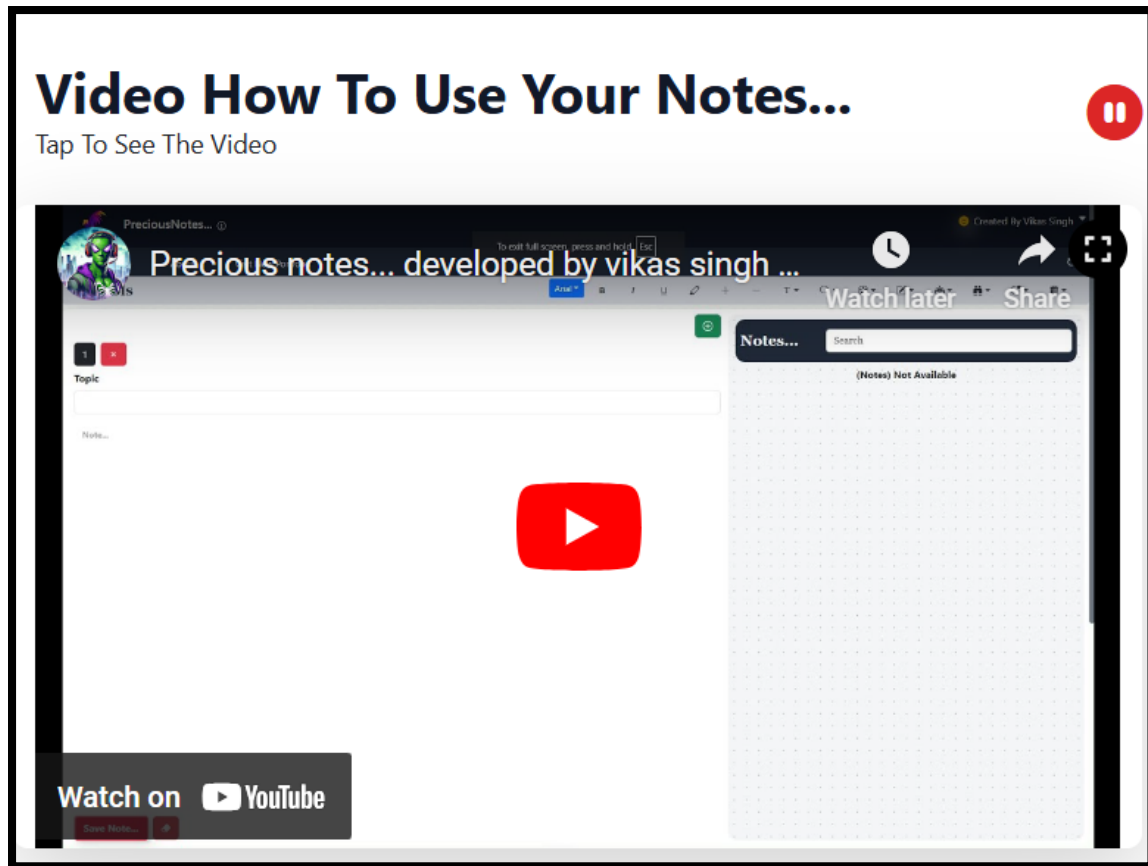 Video How To Use Your Notes...
Tap To See The Video
PreciousNotes...
Created By Vikas Singh
To exit full screen, press and hold Esc
Precious notes... developed by vikas singh ...
Watch later
Share
Arial
B I U
Notes...
Search
1
Topic
(Notes) Not Available
Note...
Watch on YouTube
Save Note...